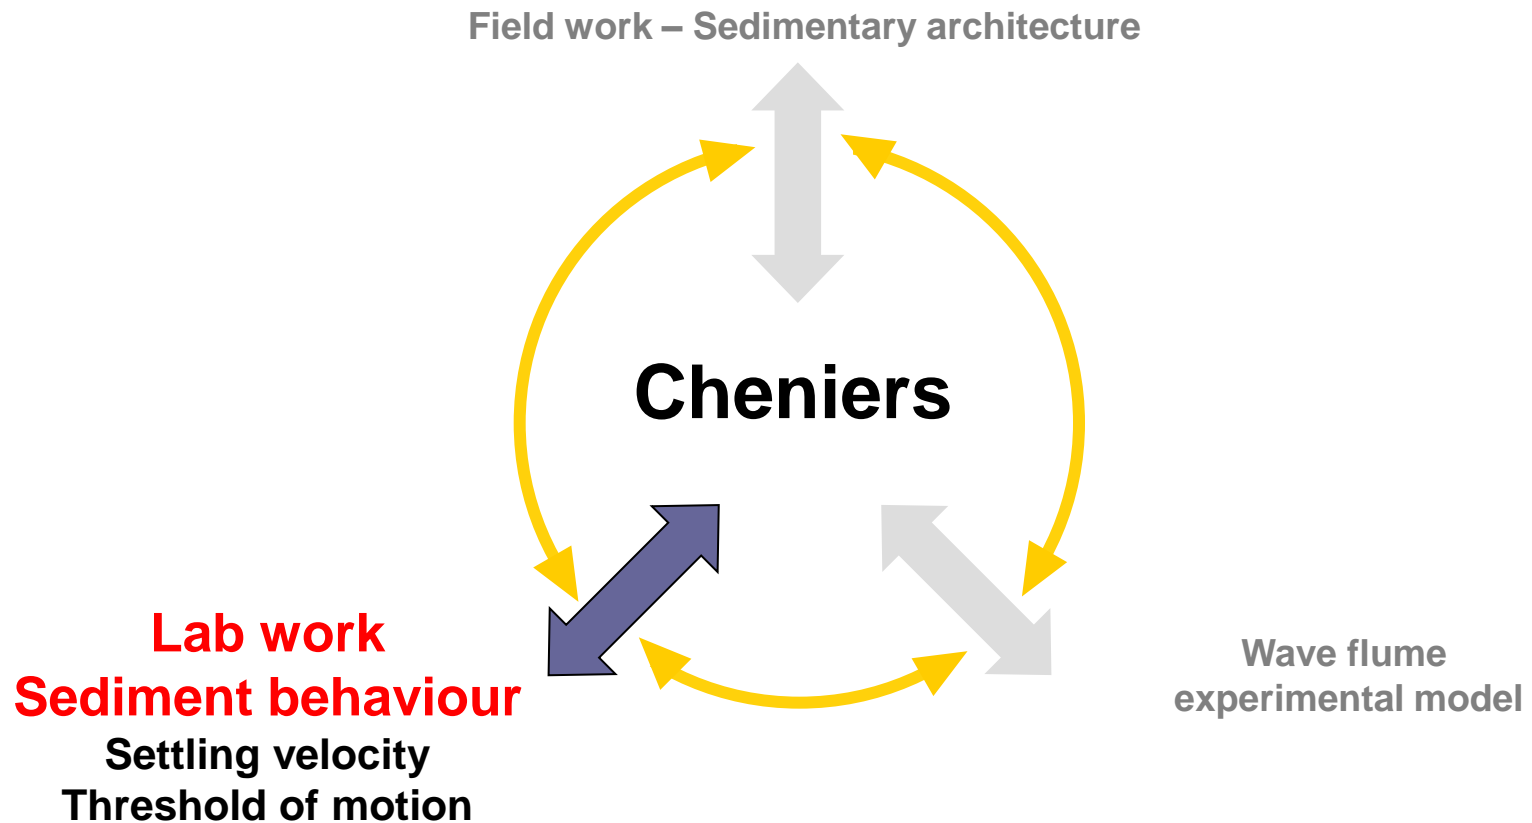 Field work – Sedimentary architecture
Cheniers
Lab work
Sediment behaviour
Settling velocity
Threshold of motion
Wave flume
experimental model